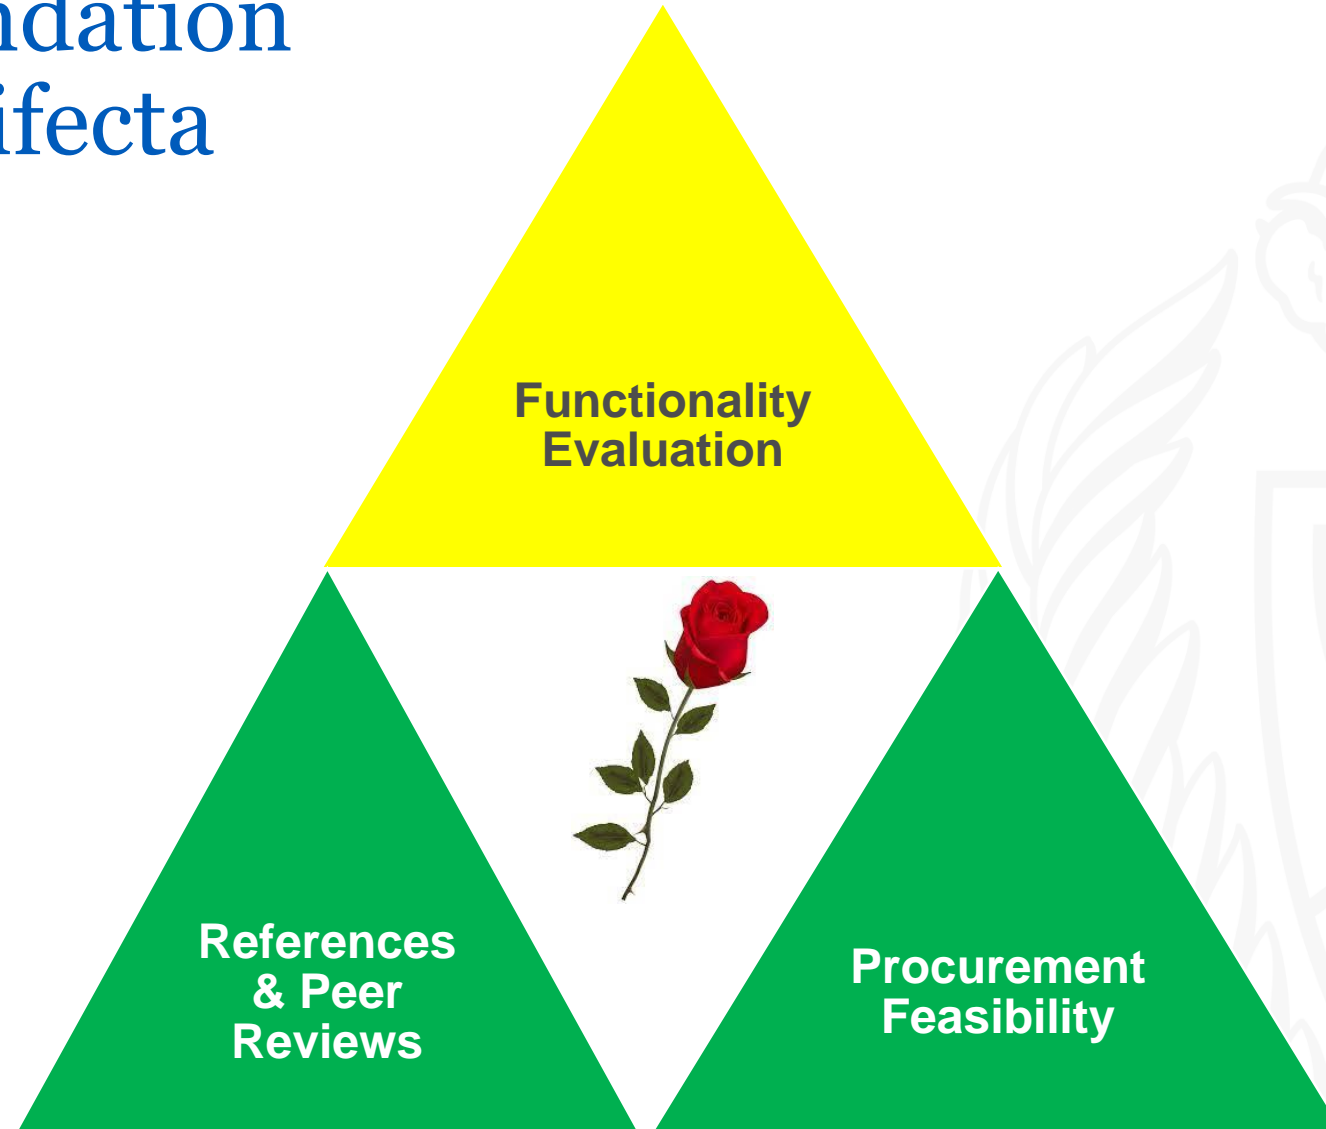 ndation
ifecta
Functionality
Evaluation
References
& Peer
Reviews
Procurement
Feasibility